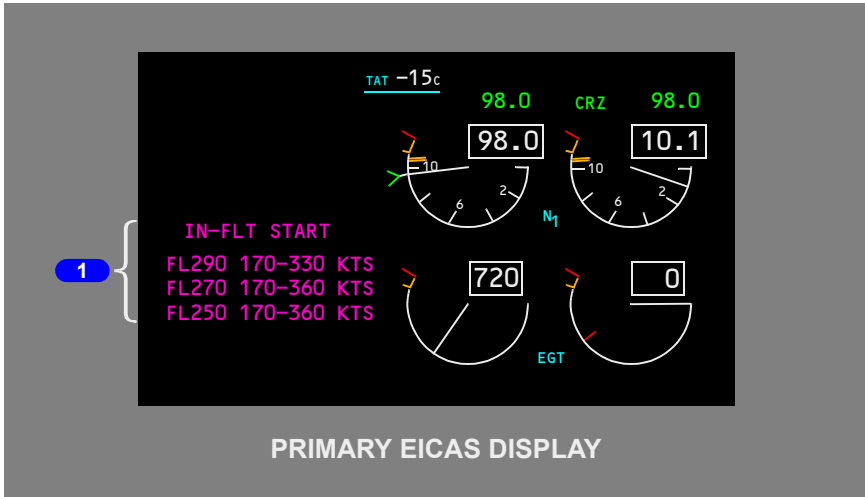 TAT -15c
98.0 CRZ 98.0
98.0 10.1
10 10
2 2
6 6
N1
IN-FLT START
FL290 170-330 KTS
FL270 170-360 KTS
FL250 170-360 KTS
1
720 0
EGT
PRIMARY EICAS DISPLAY